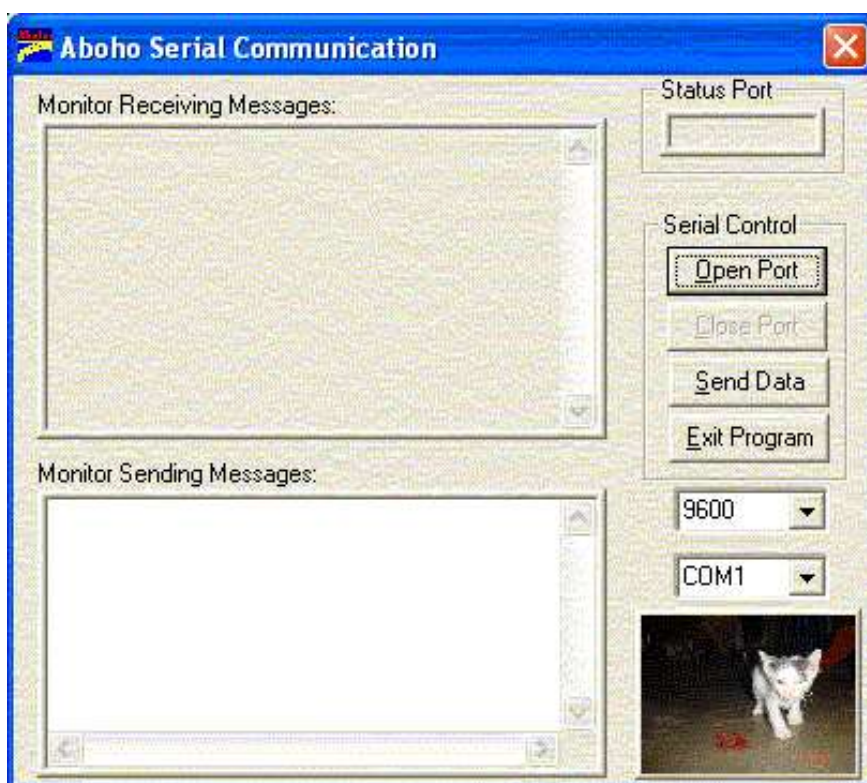 Aboho Serial Communication
Monitor Receiving Messages:
Status Port
Serial Control
Open Port
Close Port
Send Data
Exit Program
Monitor Sending Messages:
9600
COM1